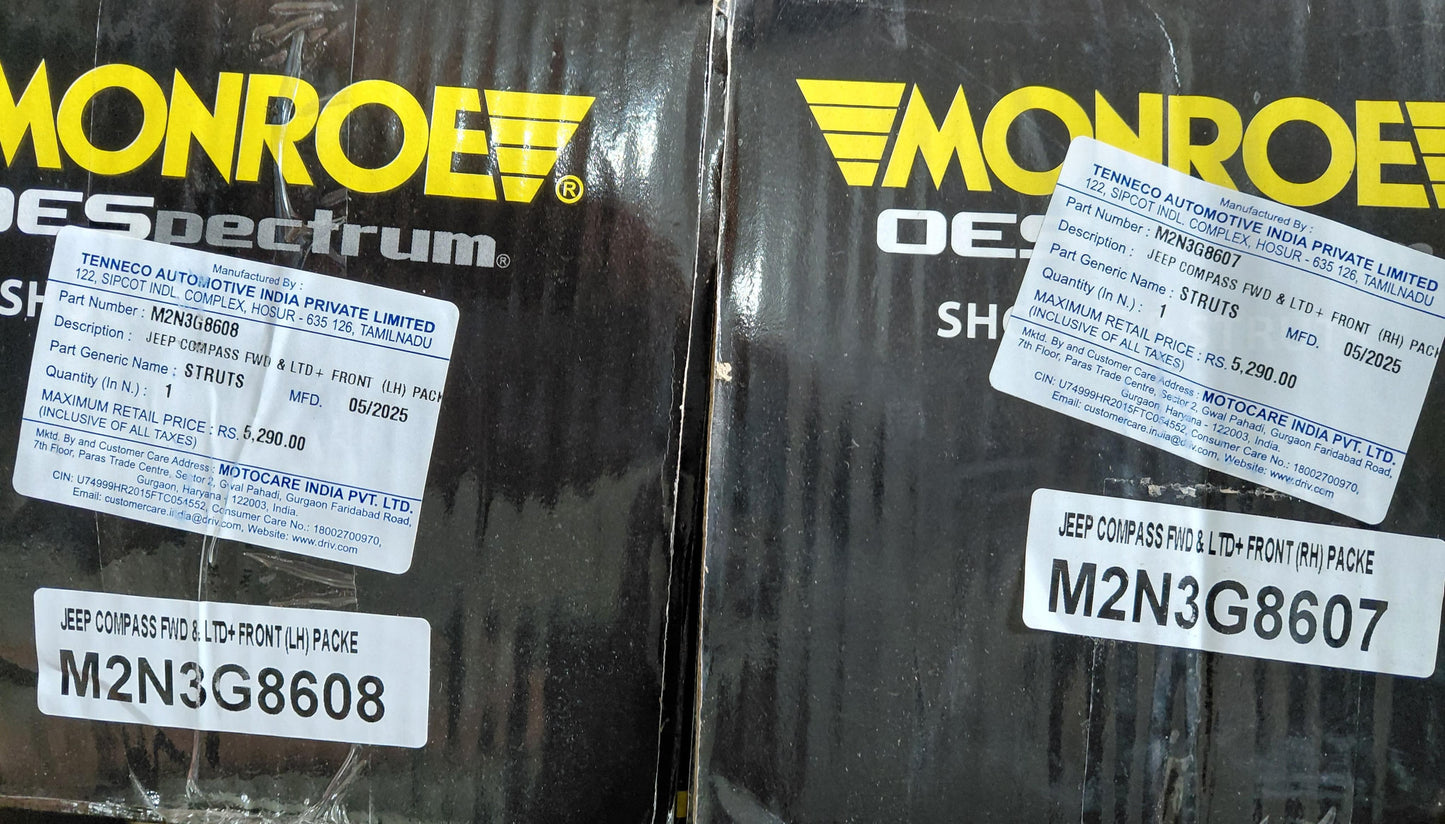 MONROE®
OESpectrum®
SH
Manufactured By :
TENNECO AUTOMOTIVE INDIA PRIVATE LIMITED
122, SIPCOT INDL. COMPLEX, HOSUR - 635 126, TAMILNADU
Part Number : M2N3G8608
Description : JEEP COMPASS FWD & LTD+ FRONT (LH) PACK
Part Generic Name : STRUTS
Quantity (In N.) : 1 MFD. 05/2025
MAXIMUM RETAIL PRICE : RS. 5,290.00
(INCLUSIVE OF ALL TAXES)
Mktd. By and Customer Care Address : MOTOCARE INDIA PVT. LTD.
7th Floor, Paras Trade Centre, Sector 2, Gwal Pahadi, Gurgaon Faridabad Road,
Gurgaon, Haryana - 122003, India.
CIN: U74999HR2015FTC054552, Consumer Care No.: 18002700970,
Email: customercare.india@driv.com, Website: www.driv.com
JEEP COMPASS FWD & LTD+ FRONT (LH) PACKE
M2N3G8608
MONROE
OES
SHO
Manufactured By :
TENNECO AUTOMOTIVE INDIA PRIVATE LIMITED
122, SIPCOT INDL. COMPLEX, HOSUR - 635 126, TAMILNADU
Part Number : M2N3G8607
Description : JEEP COMPASS FWD & LTD+ FRONT (RH) PACK
Part Generic Name : STRUTS
Quantity (In N.) : 1 MFD. 05/2025
MAXIMUM RETAIL PRICE : RS. 5,290.00
(INCLUSIVE OF ALL TAXES)
Mktd. By and Customer Care Address : MOTOCARE INDIA PVT. LTD.
7th Floor, Paras Trade Centre, Sector 2, Gwal Pahadi, Gurgaon Faridabad Road,
Gurgaon, Haryana - 122003, India.
CIN: U74999HR2015FTC054552, Consumer Care No.: 18002700970,
Email: customercare.india@driv.com, Website: www.driv.com
JEEP COMPASS FWD & LTD+ FRONT (RH) PACKE
M2N3G8607